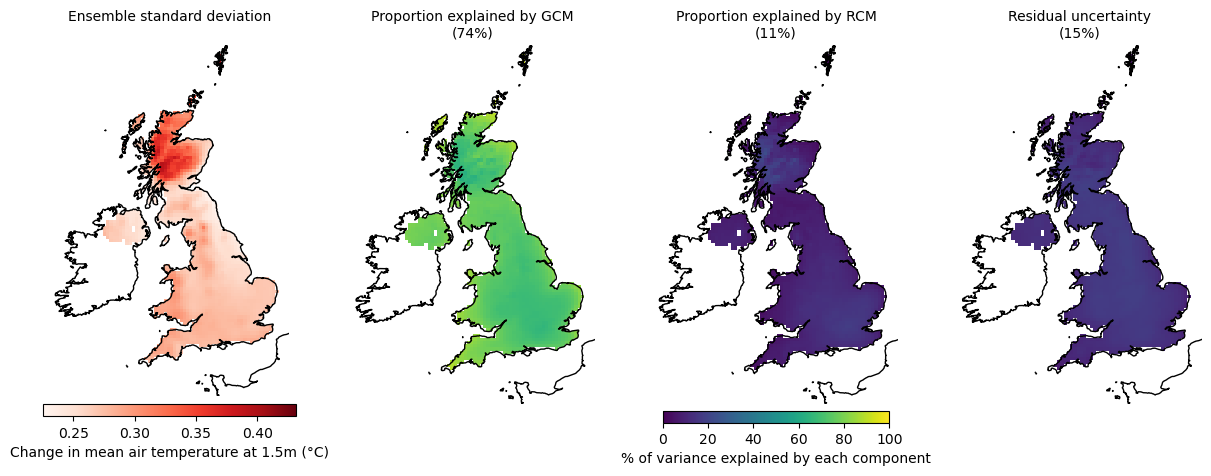 Ensemble standard deviation
Proportion explained by GCM
(74%)
Proportion explained by RCM
(11%)
Residual uncertainty
(15%)
0.25 0.30 0.35 0.40
Change in mean air temperature at 1.5m (°C)
0 20 40 60 80 100
% of variance explained by each component